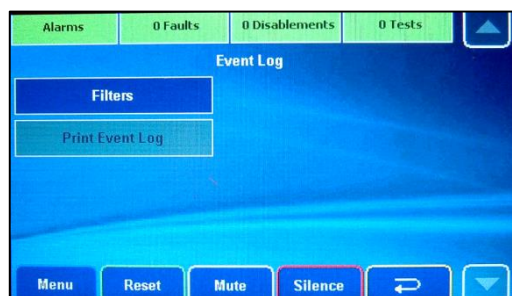 Alarms 0 Faults 0 Disablements 0 Tests
Event Log
Filters
Print Event Log
Menu Reset Mute Silence